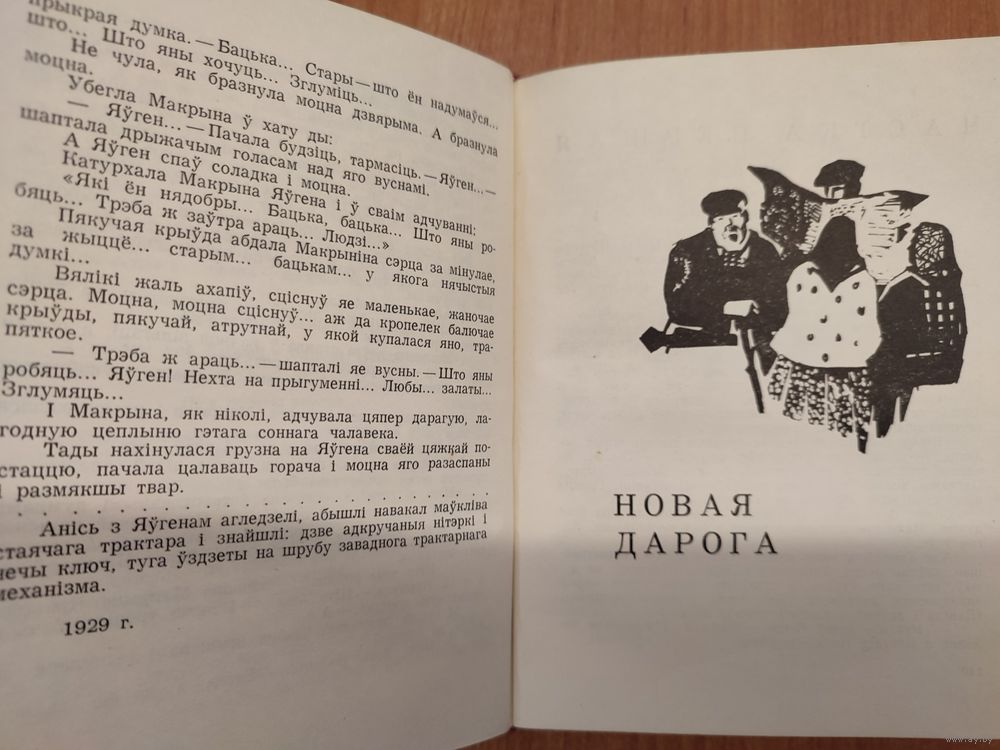 прыкрая думка. — Бацька... Стары — што ён надумаўся...
што... Што яны хочуць... Зглуміць...
Не чула, як бразнула моцна дзвярыма. А бразнула
моцна.
Убегла Макрына ў хату ды:
— Яўген... — Пачала будзіць, тармасіць. — Яўген... —
шаптала дрыжачым голасам над яго вуснамі.
А Яўген спаў соладка і моцна.
Катурхала Макрына Яўгена і ў сваім адчуванні:
«Які ён нядобры... Бацька, бацька... Што яны ро-
бяць... Трэба ж заўтра араць... Людзі...»
Пякучая крыўда абдала Макрыніна сэрца за мінулае,
за жыццё... старым... бацькам... у якога нячыстыя
думкі...
Вялікі жаль ахапіў, сціснуў яе маленькае, жаночае
сэрца. Моцна, моцна сціснуў... аж да кропелек балючае
крыўды, пякучай, атрутнай, у якой купалася яно, тра-
пяткое.
— Трэба ж араць... — шапталі яе вусны. — Што яны
робяць... Яўген! Нехта на прыгуменні... Любы... залаты...
Зглумяць...
І Макрына, як ніколі, адчувала цяпер дарагую, ла-
годную цеплыню гэтага соннага чалавека.
Тады нахінулася грузна на Яўгена сваёй цяжкай по-
стаццю, пачала цалаваць горача і моцна яго разаспаны
і размякшы твар.
Анісь з Яўгенам агледзелі, абышлі навакал маўкліва
стаячага трактара і знайшлі: дзве адкручаныя нітэркі і
нечы ключ, туга ўздзеты на шрубу заваднога трактарнага
механізма.
1929 г.
НОВАЯ
ДАРОГА
www.ay.by